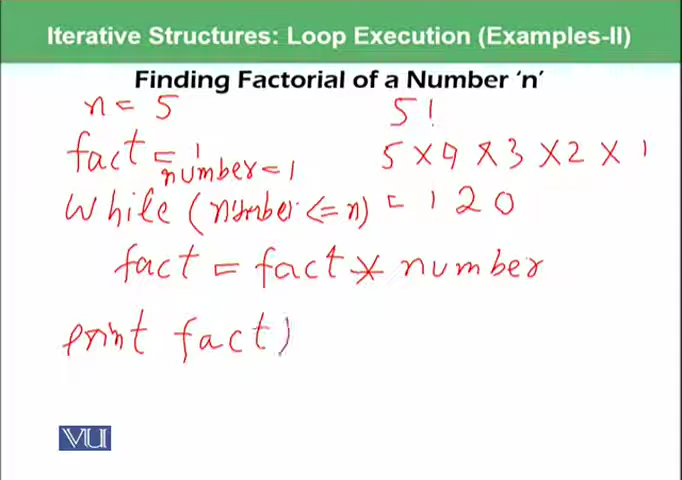 Iterative Structures: Loop Execution (Examples-II)
Finding Factorial of a Number 'n'
n = 5 5!
fact = 1 5 × 4 × 3 × 2 × 1
number = 1
While (number <= n) = 120
fact = fact * number
print fact)
VU